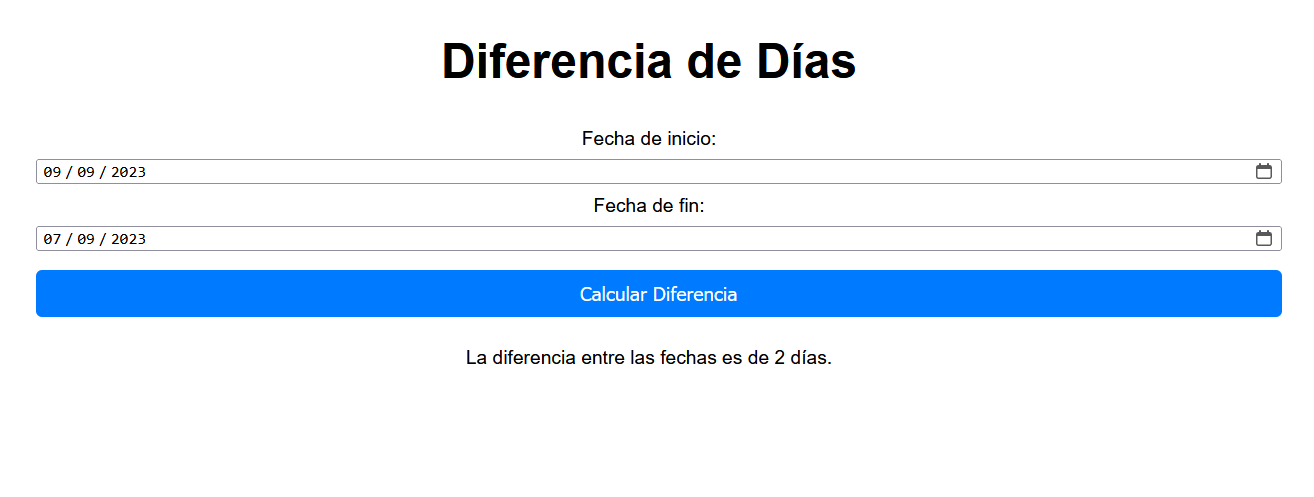 Diferencia de Días
Fecha de inicio:
09 / 09 / 2023
Fecha de fin:
07 / 09 / 2023
Calcular Diferencia
La diferencia entre las fechas es de 2 días.